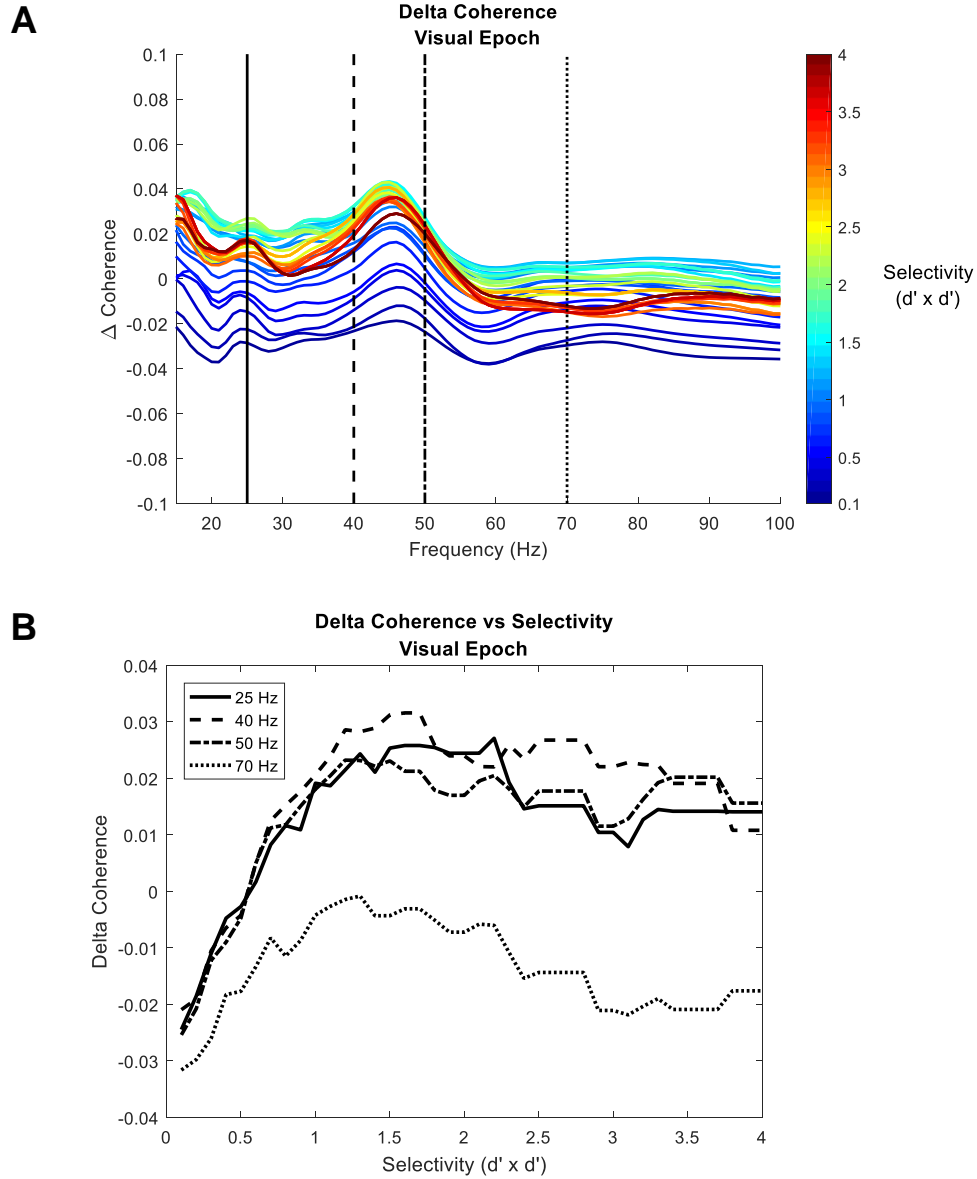 A
Delta Coherence
Visual Epoch
0.1
0.08
0.06
0.04
0.02
0
-0.02
-0.04
-0.06
-0.08
-0.1
Δ Coherence
20 30 40 50 60 70 80 90 100
Frequency (Hz)
4
3.5
3
2.5
2
1.5
1
0.5
0.1
Selectivity
(d' x d')
B
Delta Coherence vs Selectivity
Visual Epoch
0.04
0.03
0.02
0.01
0
-0.01
-0.02
-0.03
-0.04
Delta Coherence
25 Hz
40 Hz
50 Hz
70 Hz
0 0.5 1 1.5 2 2.5 3 3.5 4
Selectivity (d' x d')